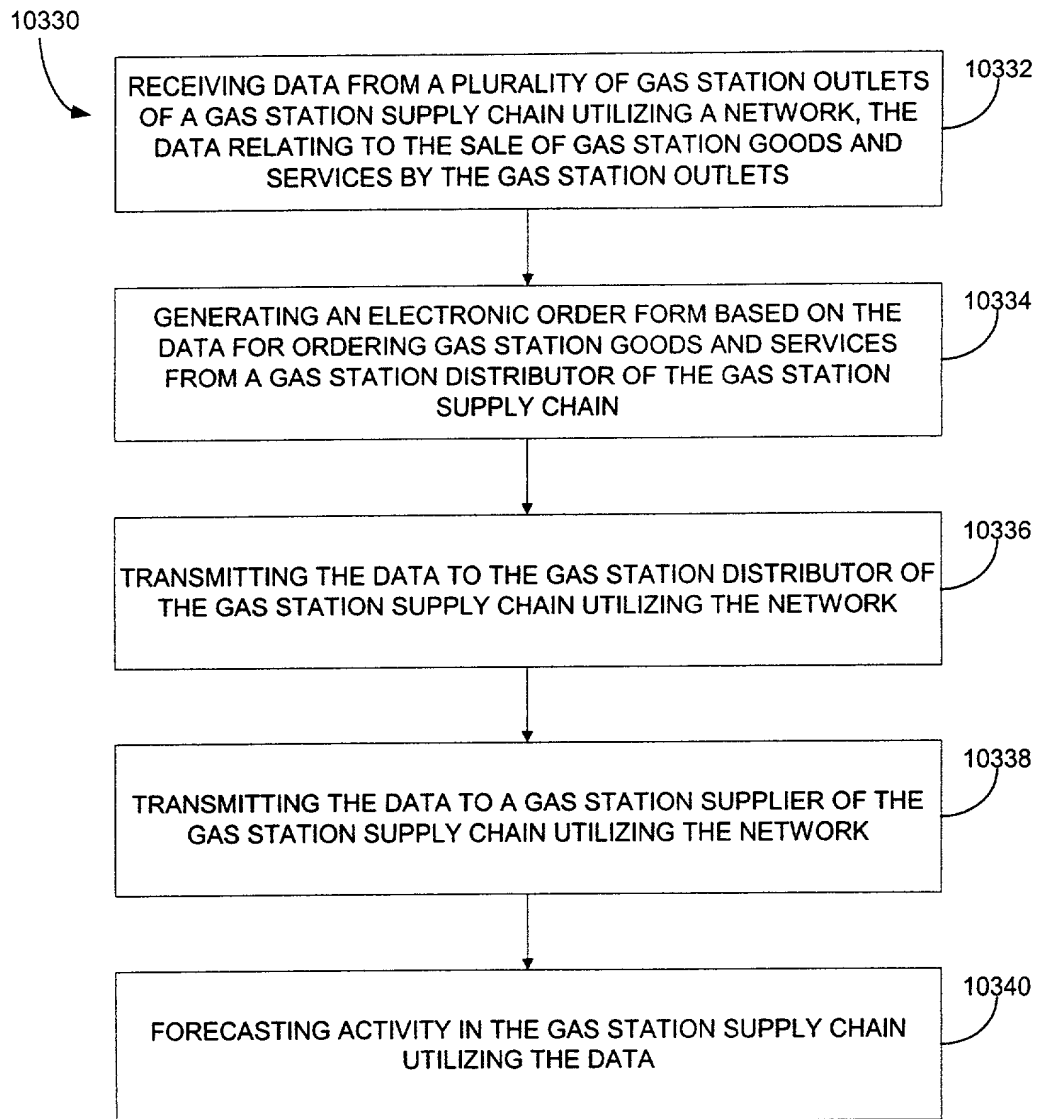 10330
RECEIVING DATA FROM A PLURALITY OF GAS STATION OUTLETS
OF A GAS STATION SUPPLY CHAIN UTILIZING A NETWORK, THE
DATA RELATING TO THE SALE OF GAS STATION GOODS AND
SERVICES BY THE GAS STATION OUTLETS
10332
GENERATING AN ELECTRONIC ORDER FORM BASED ON THE
DATA FOR ORDERING GAS STATION GOODS AND SERVICES
FROM A GAS STATION DISTRIBUTOR OF THE GAS STATION
SUPPLY CHAIN
10334
TRANSMITTING THE DATA TO THE GAS STATION DISTRIBUTOR OF
THE GAS STATION SUPPLY CHAIN UTILIZING THE NETWORK
10336
TRANSMITTING THE DATA TO A GAS STATION SUPPLIER OF THE
GAS STATION SUPPLY CHAIN UTILIZING THE NETWORK
10338
FORECASTING ACTIVITY IN THE GAS STATION SUPPLY CHAIN
UTILIZING THE DATA
10340